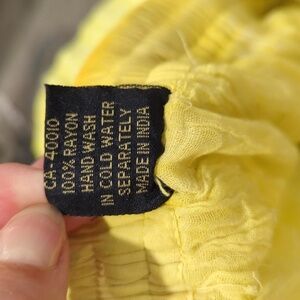 CA-40010
100% RAYON
HAND WASH
IN COLD WATER
SEPARATELY
MADE IN INDIA